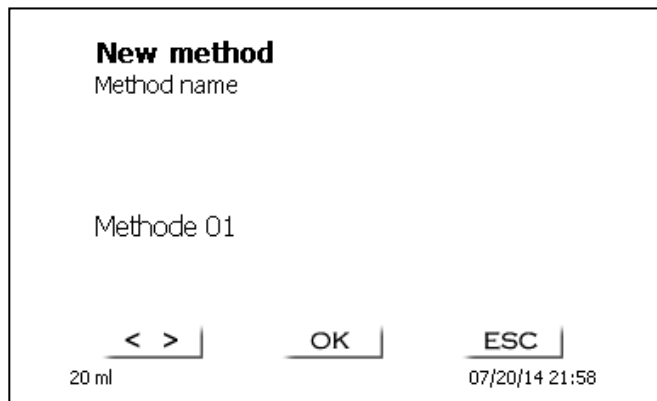 New method
Method name
Methode 01
< > OK ESC
20 ml 07/20/14 21:58